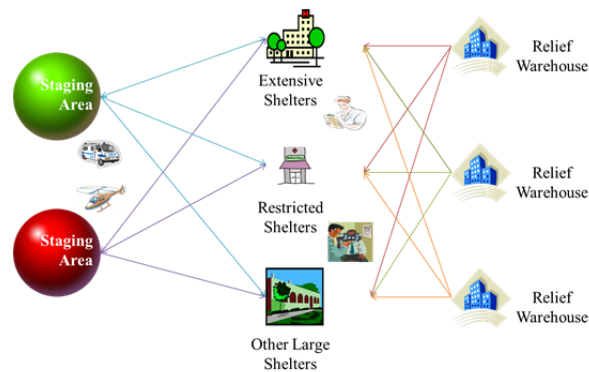 Staging
Area
Staging
Area
Extensive
Shelters
Restricted
Shelters
Other Large
Shelters
Relief
Warehouse
Relief
Warehouse
Relief
Warehouse